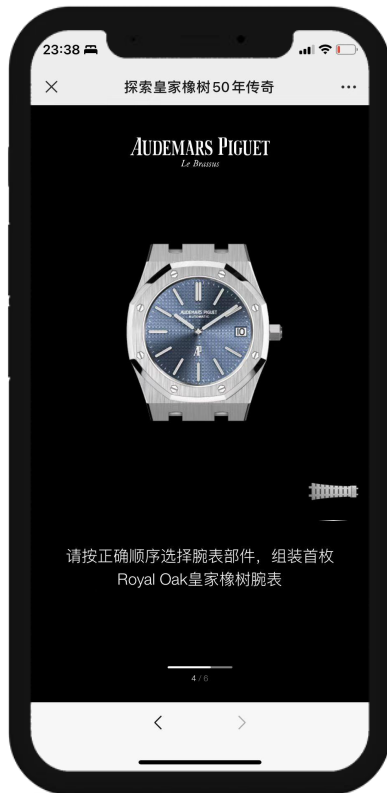 23:38
探索皇家橡树50年传奇
AUDEMARS PIGUET
Le Brassus
AUDEMARS PIGUET
AUTOMATIC
AP
请按正确顺序选择腕表部件，组装首枚
Royal Oak皇家橡树腕表
4 / 6